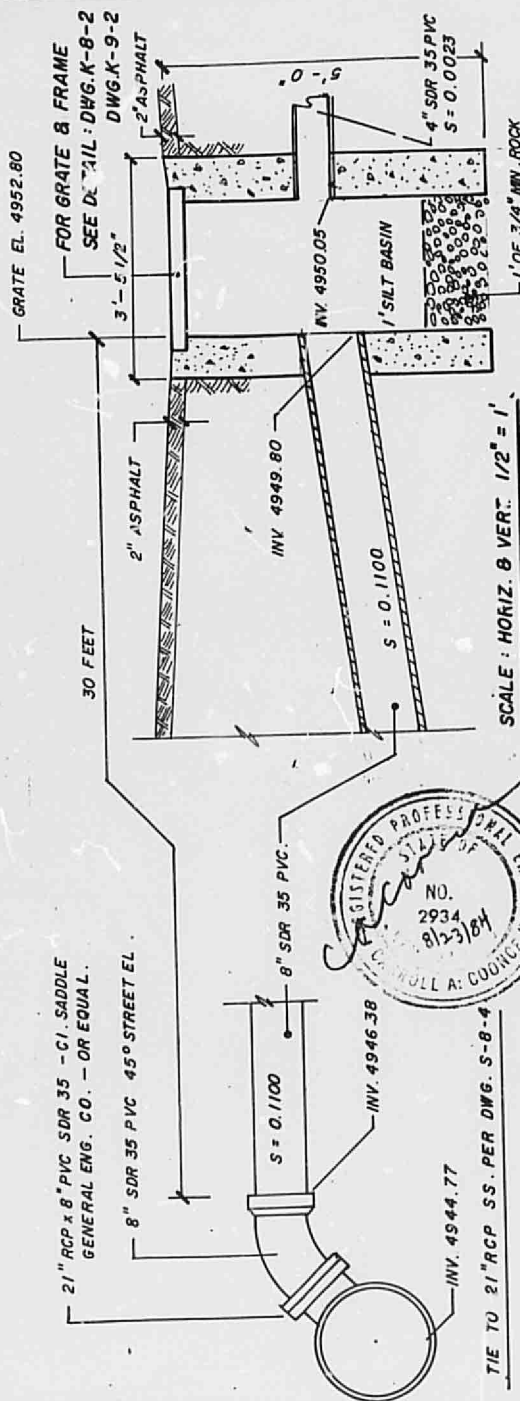 21" RCP x 8" PVC SDR 35 - C.I. SADDLE
GENERAL ENG. CO. - OR EQUAL.
8" SDR 35 PVC 45° STREET EL.
30 FEET
GRATE EL. 4952.80
FOR GRATE & FRAME
SEE DETAIL: DWG.K-8-2
DWG.K-9-2
3'-5 1/2"
2" ASPHALT
2" ASPHALT
5'-0"
S = 0.1100
8" SDR 35 PVC.
INV. 4946.38
INV. 4944.77
TIE TO 21" RCP SS. PER DWG. S-8-4
INV 4949.80
INV. 4950.05
S = 0.1100
1' SILT BASIN
4" SDR 35 PVC
S = 0.0023
1' OF 3/4" MIN. ROCK
SCALE: HORIZ. & VERT. 1/2" = 1'
REGISTERED PROFESSIONAL
STATE OF
NO.
2934
8/23/84
CARROLL A. COONCE